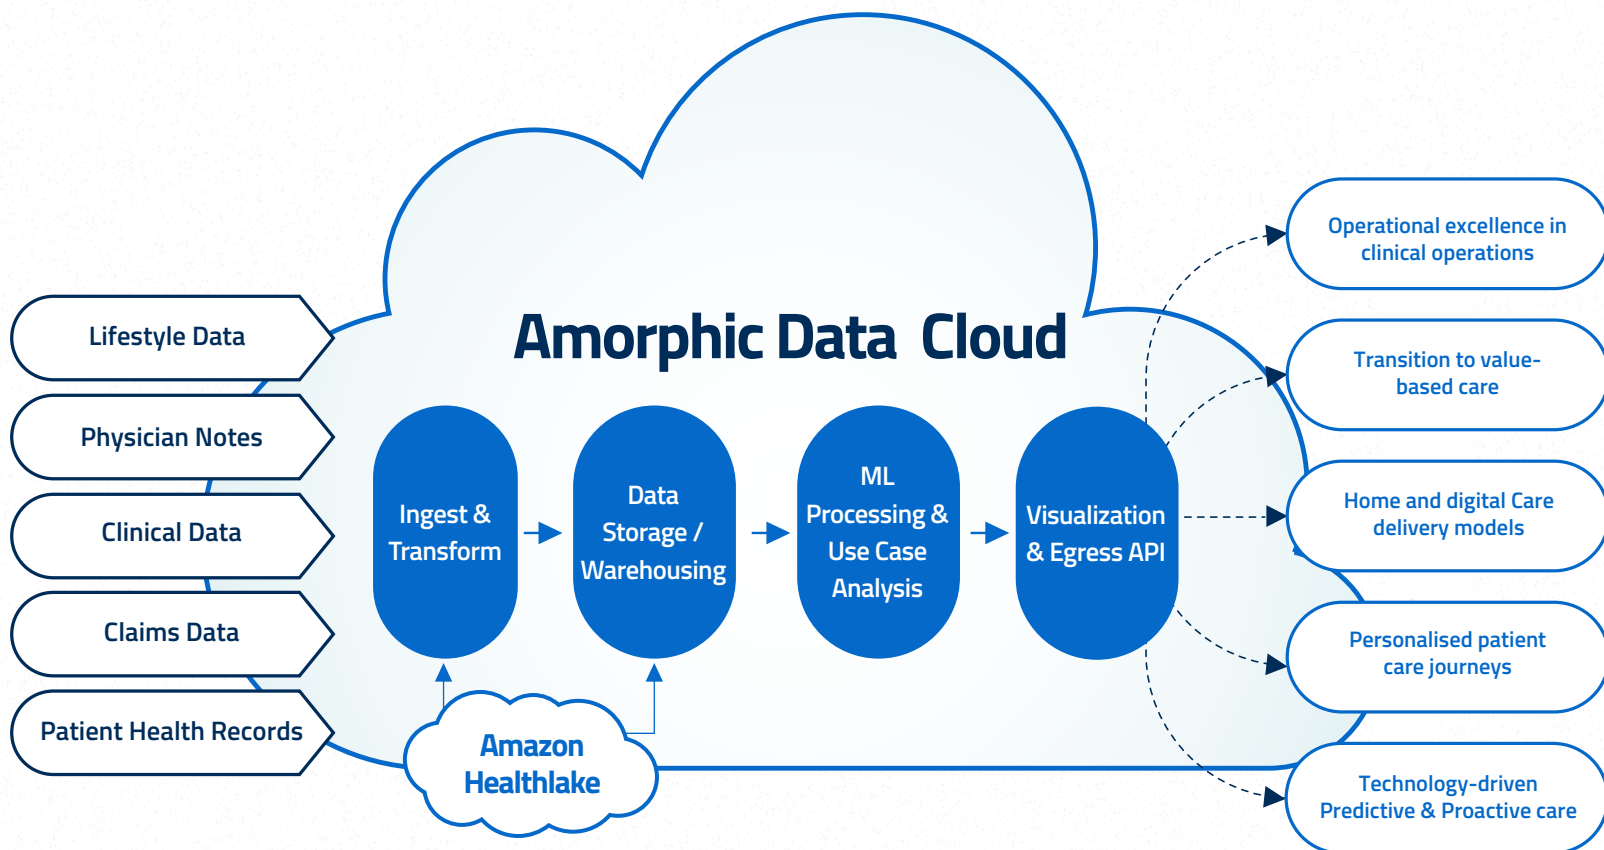 Amorphic Data Cloud
Lifestyle Data
Physician Notes
Clinical Data
Claims Data
Patient Health Records
Ingest &
Transform
Data
Storage /
Warehousing
ML
Processing &
Use Case
Analysis
Visualization
& Egress API
Amazon
Healthlake
Operational excellence in
clinical operations
Transition to value-
based care
Home and digital Care
delivery models
Personalised patient
care journeys
Technology-driven
Predictive & Proactive care